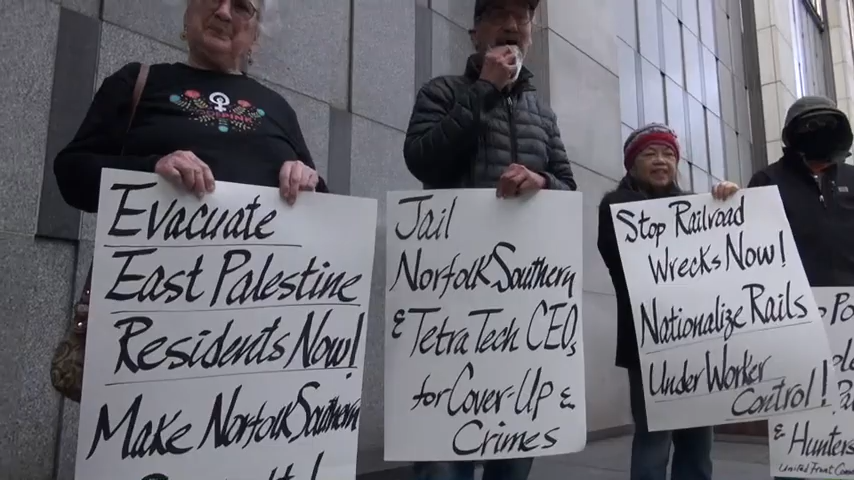 Evacuate
East Palestine
Residents Now!
Make Norfolk Southern
Jail
Norfolk Southern
& Tetra Tech CEO,s
for Cover-Up &
Crimes
Stop Railroad
Wrecks Now!
Nationalize Rails
Under Worker
Control!
& Hunters
United Front Com